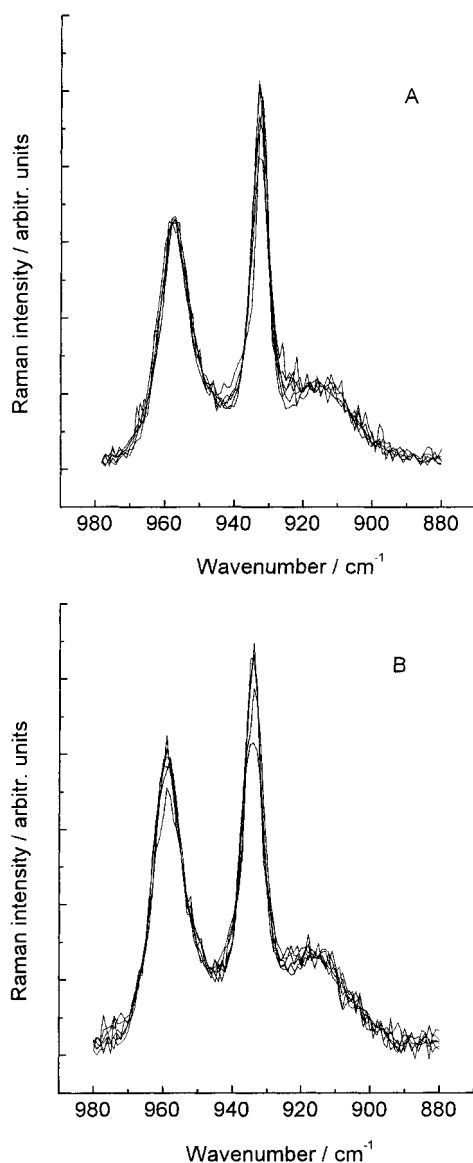 A
Raman intensity / arbitr. units
980 960 940 920 900 880
Wavenumber / cm⁻¹
B
Raman intensity / arbitr. units
980 960 940 920 900 880
Wavenumber / cm⁻¹